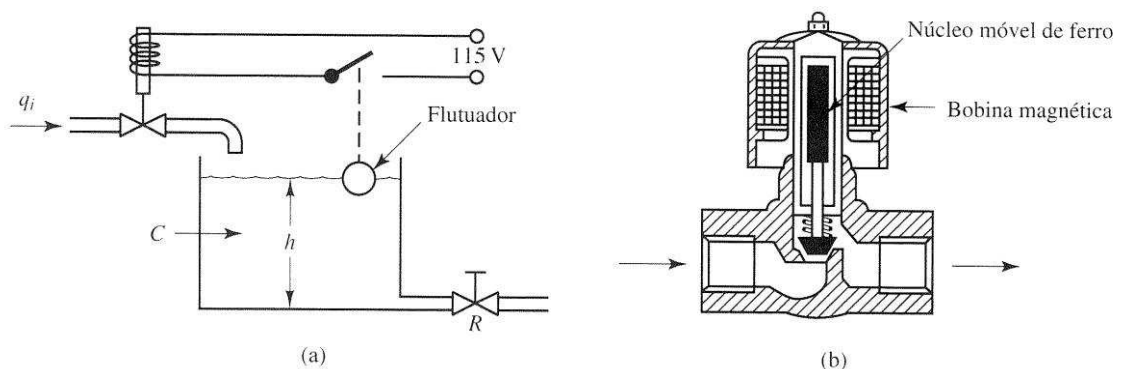 115 V
q_i
Flutuador
C
h
R
(a)
Núcleo móvel de ferro
Bobina magnética
(b)